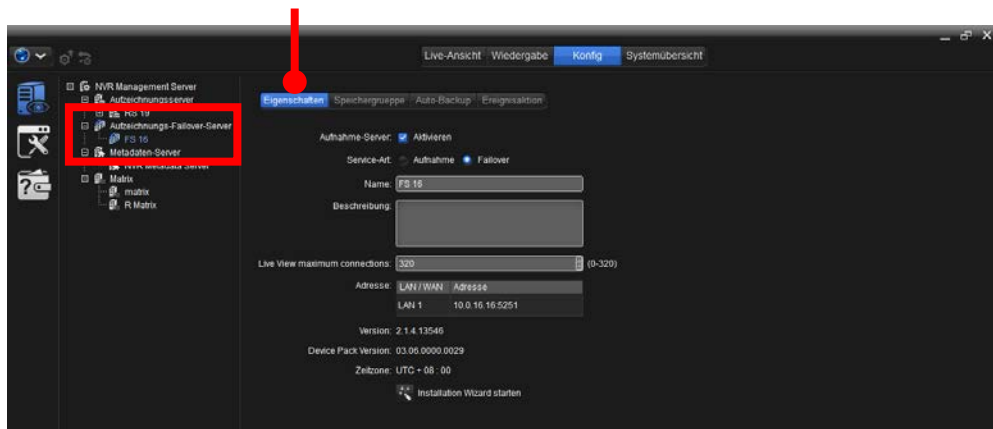 Live-Ansicht Wiedergabe Konfig Systemübersicht
NVR Management Server
Aufzeichnungsserver
RS 19
Aufzeichnungs-Failover-Server
FS 16
Metadaten-Server
NVR Metadata Server
Matrix
matrix
R Matrix
Eigenschaften Speichergrueppe Auto-Backup Ereignisaktion
Aufnahme-Server: Aktivieren
Service-Art: Aufnahme Failover
Name: FS 16
Beschreibung:
Live View maximum connections: 320 (0-320)
Adresse: LAN / WAN Adresse
LAN 1 10.0.16.16:5251
Version: 2.1.4.13546
Device Pack Version: 03.06.0000.0029
Zeitzone: UTC + 08 : 00
Installation Wizard starten